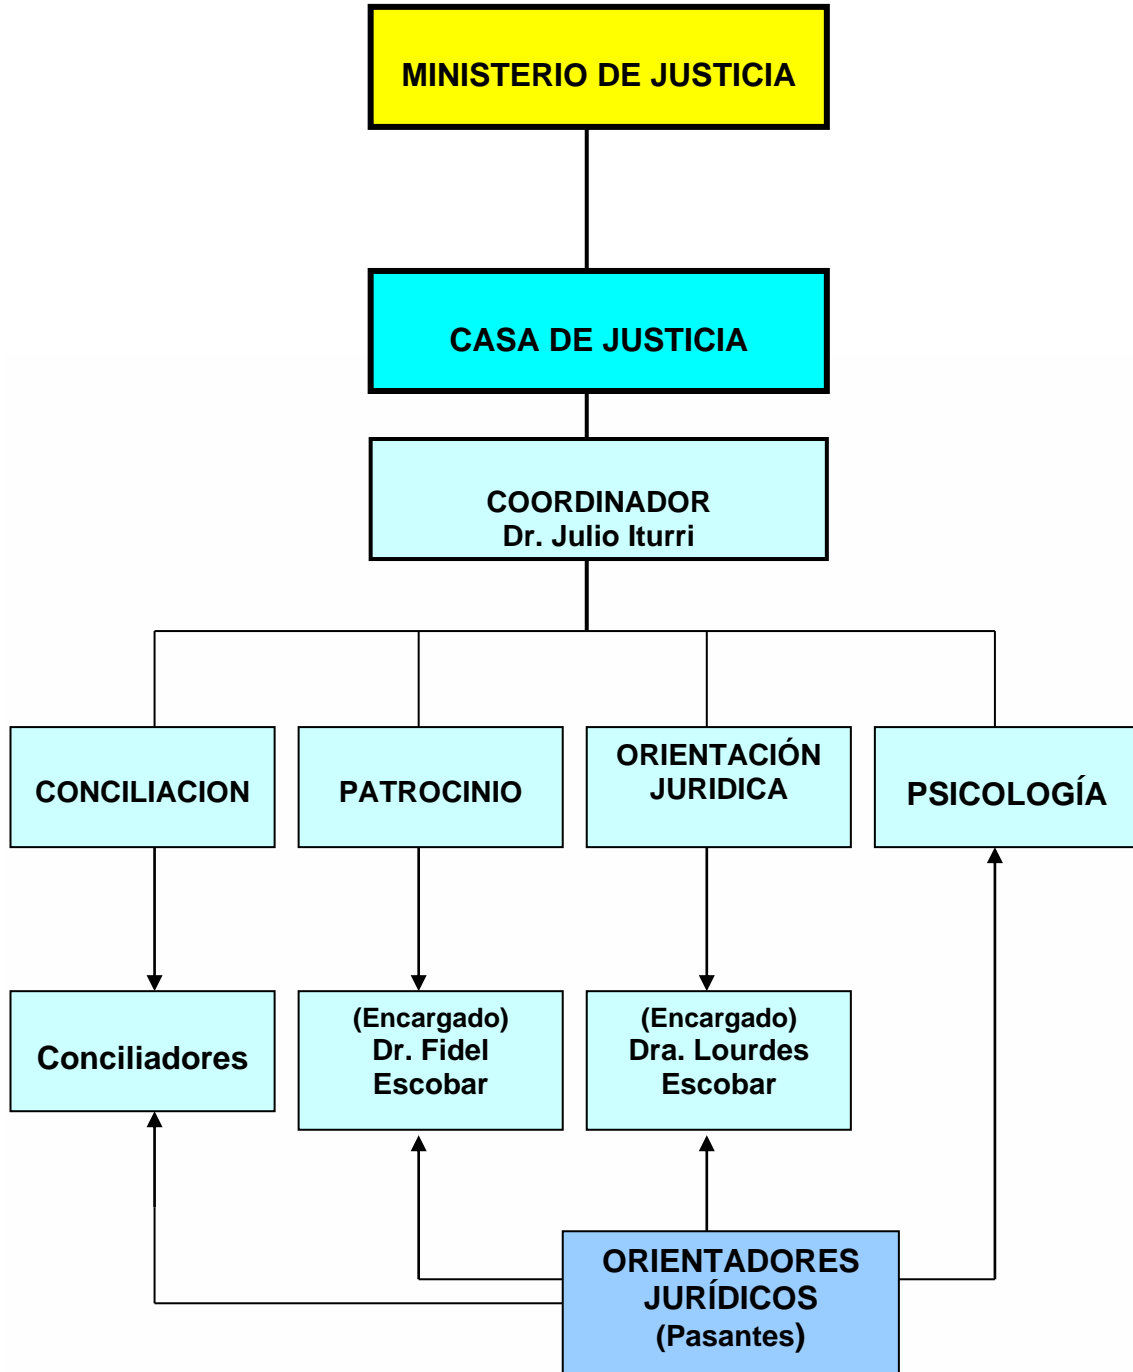 MINISTERIO DE JUSTICIA
CASA DE JUSTICIA
COORDINADOR
Dr. Julio Iturri
CONCILIACION
PATROCINIO
ORIENTACIÓN
JURIDICA
PSICOLOGÍA
Conciliadores
(Encargado)
Dr. Fidel
Escobar
(Encargado)
Dra. Lourdes
Escobar
ORIENTADORES
JURÍDICOS
(Pasantes)